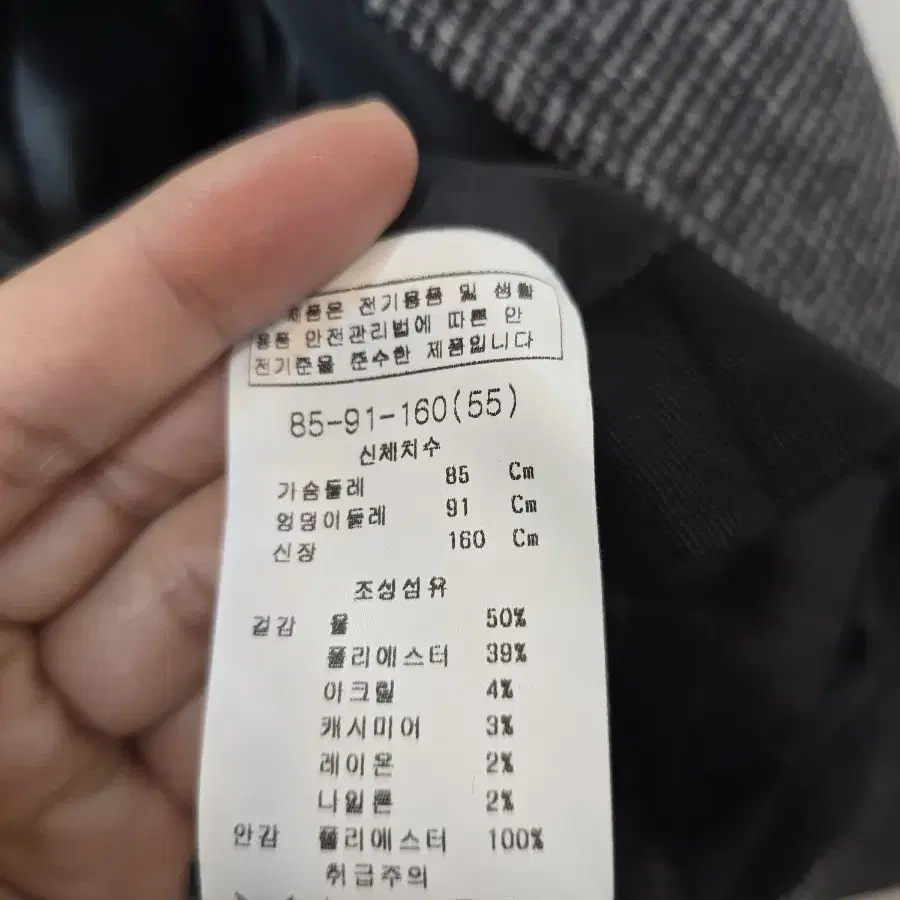 제품은 전기용품 및 생활
용품 안전관리법에 따른 안
전기준을 준수한 제품입니다
85-91-160(55)
신체치수
가슴둘레 85 Cm
엉덩이둘레 91 Cm
신장 160 Cm
조성섬유
겉감 울 50%
폴리에스터 39%
아크릴 4%
캐시미어 3%
레이온 2%
나일론 2%
안감 폴리에스터 100%
취급주의